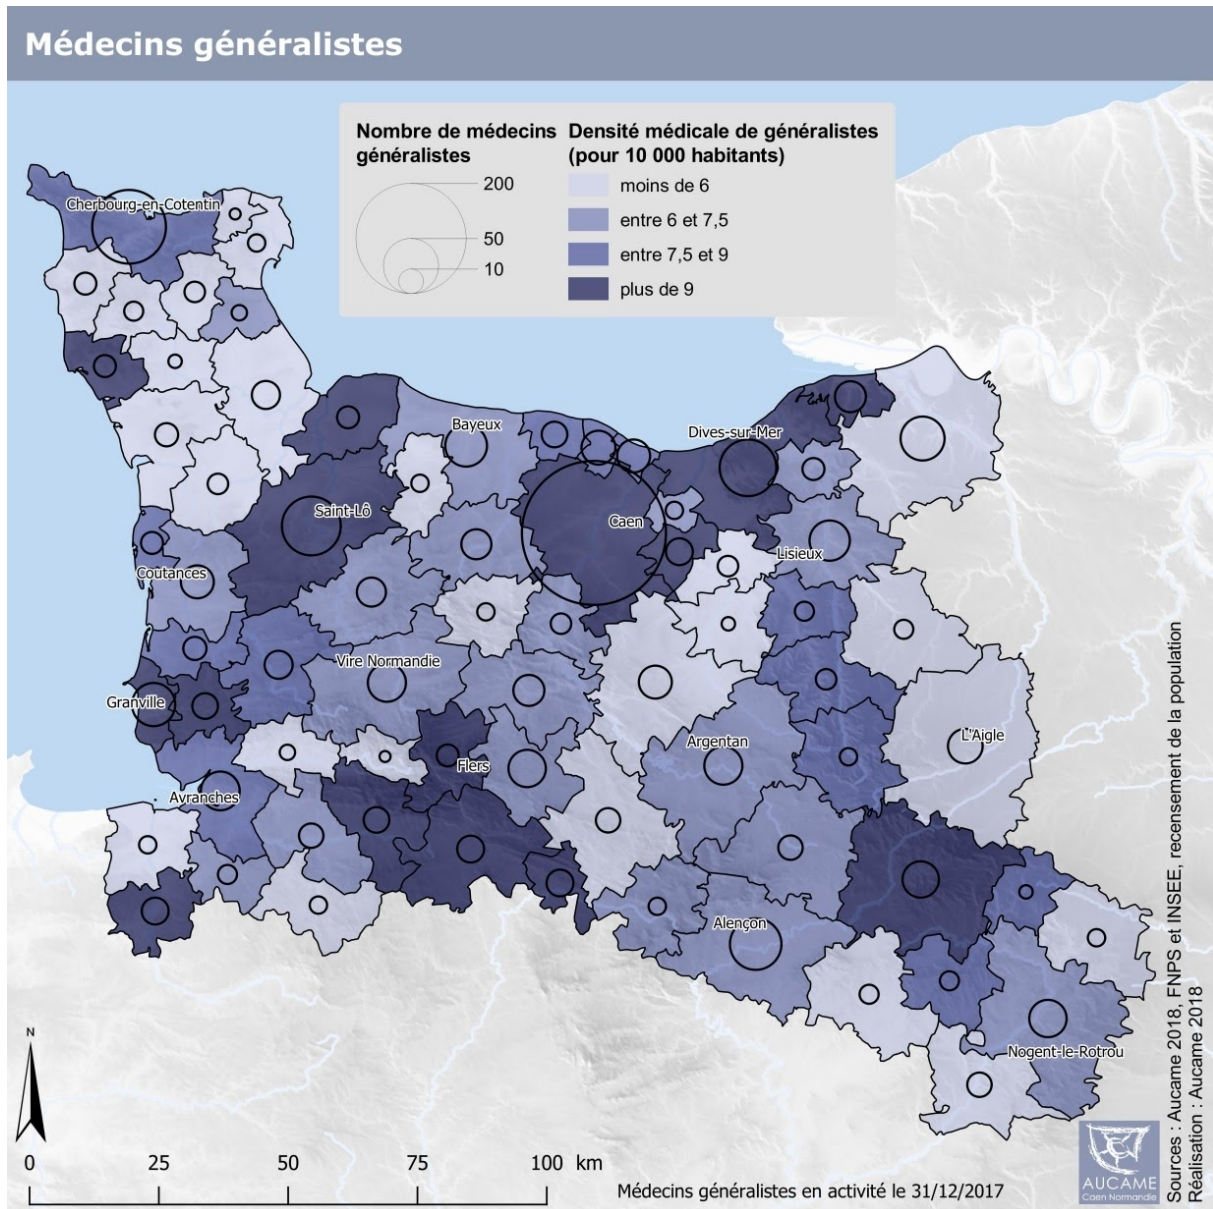 Médecins généralistes
Nombre de médecins
généralistes
200
50
10
Densité médicale de généralistes
(pour 10 000 habitants)
moins de 6
entre 6 et 7,5
entre 7,5 et 9
plus de 9
Cherbourg-en-Cotentin
Bayeux
Dives-sur-Mer
Saint-Lô
Caen
Lisieux
Coutances
Vire Normandie
Granville
Argentan
L'Aigle
Flers
Avranches
Alençon
Nogent-le-Rotrou
N
0 25 50 75 100 km
Médecins généralistes en activité le 31/12/2017
AUCAME
Caen Normandie
Sources : Aucame 2018, FNPS et INSEE, recensement de la population
Réalisation : Aucame 2018